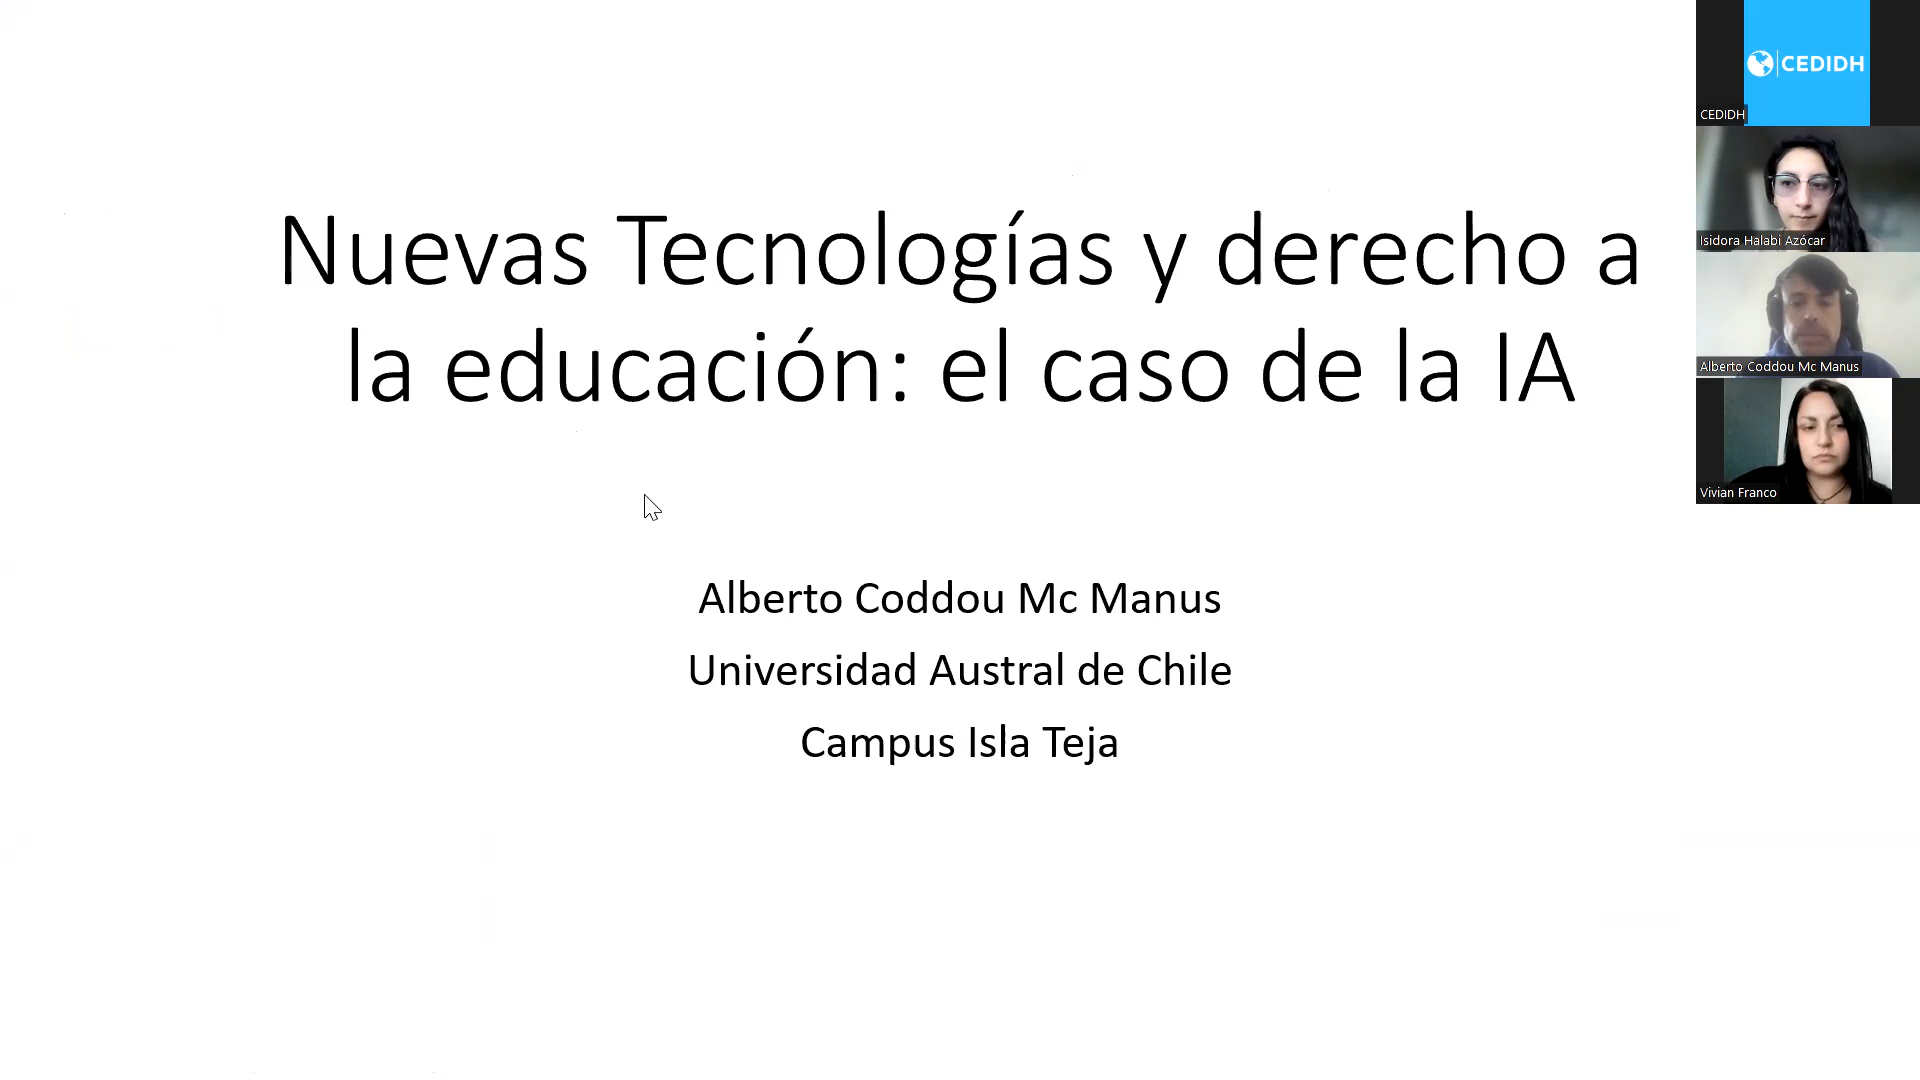 Nuevas Tecnologías y derecho a
la educación: el caso de la IA
Alberto Coddou Mc Manus
Universidad Austral de Chile
Campus Isla Teja
CEDIDH
CEDIDH
Isidora Halabi Azócar
Alberto Coddou Mc Manus
Vivian Franco